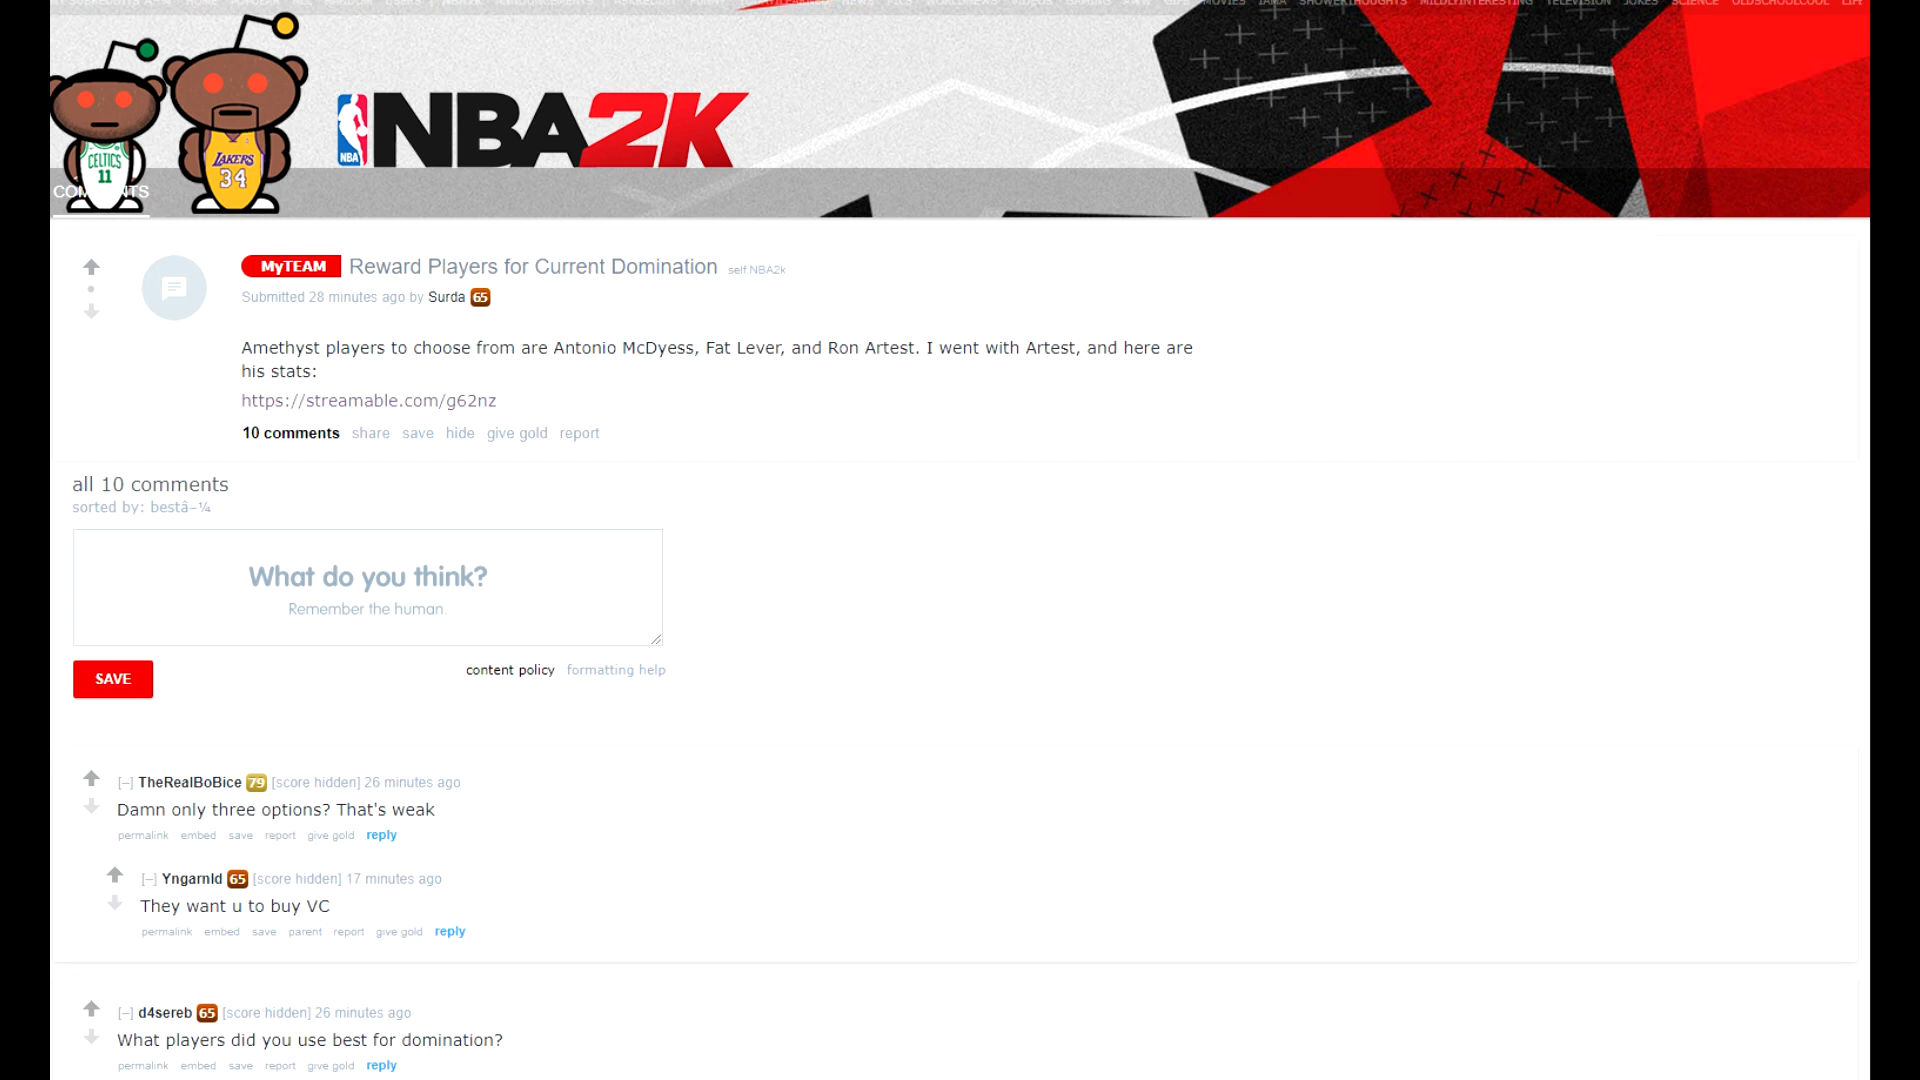 CELTICS
11
LAKERS
34
NBA
NBA2K
MyTEAM Reward Players for Current Domination self NBA2k
Submitted 28 minutes ago by Surda 65
Amethyst players to choose from are Antonio McDyess, Fat Lever, and Ron Artest. I went with Artest, and here are
his stats:
https://streamable.com/g62nz
10 comments share save hide give gold report
all 10 comments
sorted by: bestâ–¼
What do you think?
Remember the human.
SAVE
content policy formatting help
[–] TheRealBoBice 79 [score hidden] 26 minutes ago
Damn only three options? That's weak
permalink embed save report give gold reply
[–] Yngarnld 65 [score hidden] 17 minutes ago
They want u to buy VC
permalink embed save parent report give gold reply
[–] d4sereb 65 [score hidden] 26 minutes ago
What players did you use best for domination?
permalink embed save report give gold reply